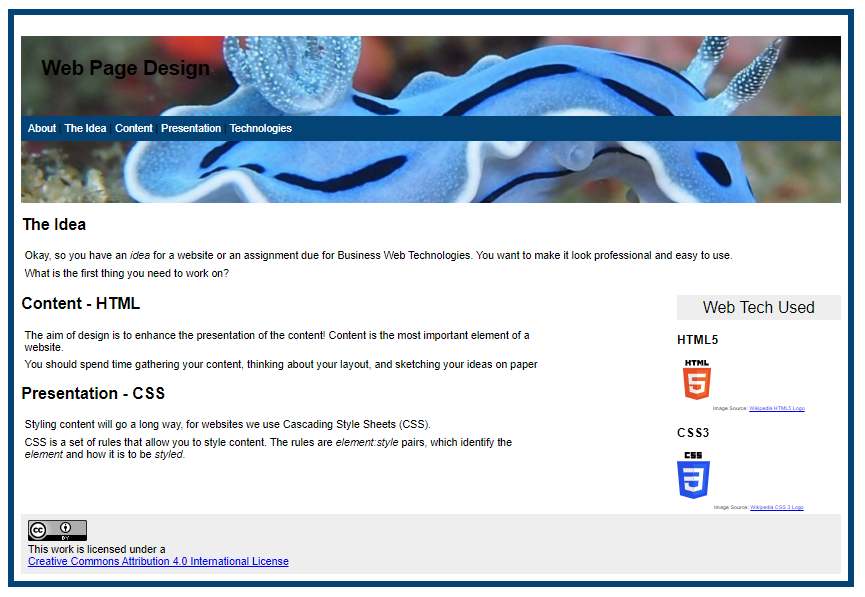 Web Page Design
About | The Idea | Content | Presentation | Technologies
The Idea
Okay, so you have an idea for a website or an assignment due for Business Web Technologies. You want to make it look professional and easy to use.
What is the first thing you need to work on?
Content - HTML
The aim of design is to enhance the presentation of the content! Content is the most important element of a
website.
You should spend time gathering your content, thinking about your layout, and sketching your ideas on paper
Presentation - CSS
Styling content will go a long way, for websites we use Cascading Style Sheets (CSS).
CSS is a set of rules that allow you to style content. The rules are element:style pairs, which identify the
element and how it is to be styled.
Web Tech Used
HTML5
HTML
5
Image Source: Wikipedia HTML5 Logo
CSS3
CSS
3
Image Source: Wikipedia CSS 3 Logo
cc BY
This work is licensed under a
Creative Commons Attribution 4.0 International License